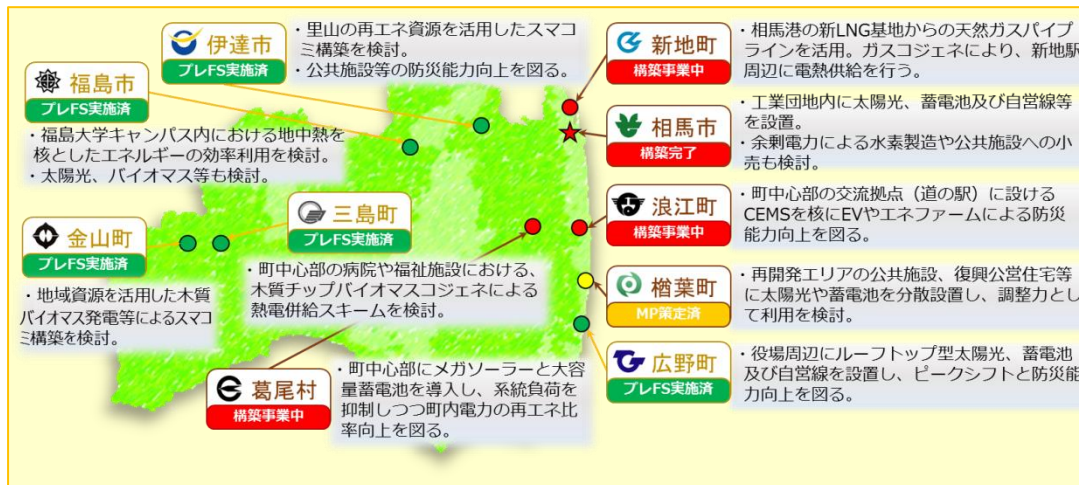 伊達市
プレFS実施済
・里山の再エネ資源を活用したスマコ
ミ構築を検討。
・公共施設等の防災能力向上を図る。
福島市
プレFS実施済
・福島大学キャンパス内における地中熱を
核としたエネルギーの効率利用を検討。
・太陽光、バイオマス等も検討。
三島町
プレFS実施済
・町中心部の病院や福祉施設における、
木質チップバイオマスコジェネによる
熱電併給スキームを検討。
金山町
プレFS実施済
・地域資源を活用した木質
バイオマス発電等によるスマコ
ミ構築を検討。
葛尾村
構築事業中
・町中心部にメガソーラーと大容
量蓄電池を導入し、系統負荷を
抑制しつつ町内電力の再エネ比
率向上を図る。
新地町
構築事業中
・相馬港の新LNG基地からの天然ガスパイプ
ラインを活用。ガスコジェネにより、新地駅
周辺に電熱供給を行う。
相馬市
構築完了
・工業団地内に太陽光、蓄電池及び自営線等
を設置。
・余剰電力による水素製造や公共施設への小
売も検討。
浪江町
構築事業中
・町中心部の交流拠点（道の駅）に設ける
CEMSを核にEVやエネファームによる防災
能力向上を図る。
楢葉町
MP策定済
・再開発エリアの公共施設、復興公営住宅等
に太陽光や蓄電池を分散設置し、調整力とし
て利用を検討。
広野町
プレFS実施済
・役場周辺にルーフトップ型太陽光、蓄電池
及び自営線を設置し、ピークシフトと防災能
力向上を図る。